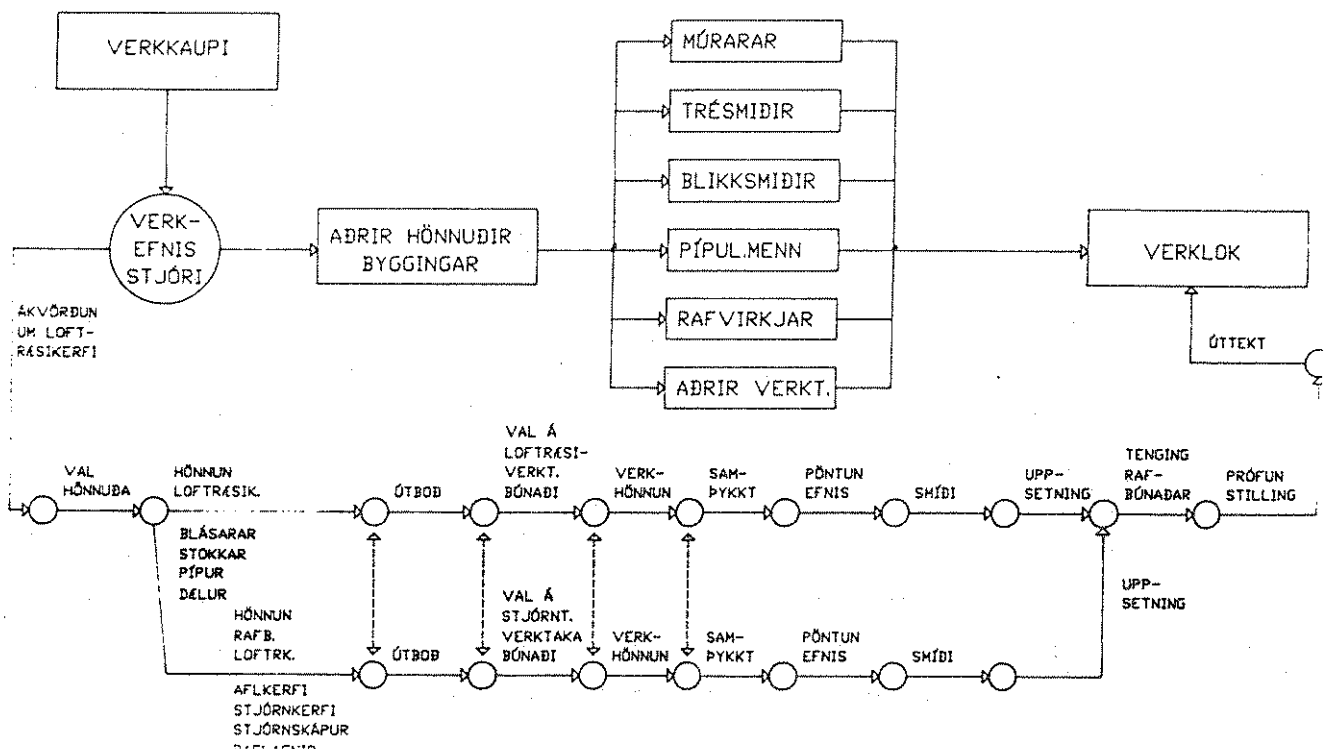 VERKKAUPI
MÚRARAR
TRÉSMIÐIR
BLIKKSMIÐIR
VERK-
EFNIS
STJÓRI
AÐRIR HÖNNUÐIR
BYGGINGAR
PÍPUL.MENN
VERKLOK
RAFVIRKJAR
AÐRIR VERKT.
ÁKVÖRÐUN
UM LOFT-
RÆSIKERFI
ÚTTEKT
VAL
HÖNNUÐA
HÖNNUN
LOFTRÆSIK.
ÚTBOÐ
VAL Á
LOFTRÆSI-
VERKT.
BÚNAÐI
VERK-
HÖNNUN
SAM-
ÞYKKT
PÖNTUN
EFNIS
SMÍÐI
UPP-
SETNING
TENGING
RAF-
BÚNAÐAR
PRÓFUN
STILLING
BLÁSARAR
STOKKAR
PÍPUR
DÆLUR
HÖNNUN
RAFB.
LOFTRK.
ÚTBOÐ
VAL Á
STJÓRNT.
VERKTAKA
BÚNAÐI
VERK-
HÖNNUN
SAM-
ÞYKKT
PÖNTUN
EFNIS
SMÍÐI
UPP-
SETNING
AFLKERFI
STJÓRNKERFI
STJÓRNSKÁPUR